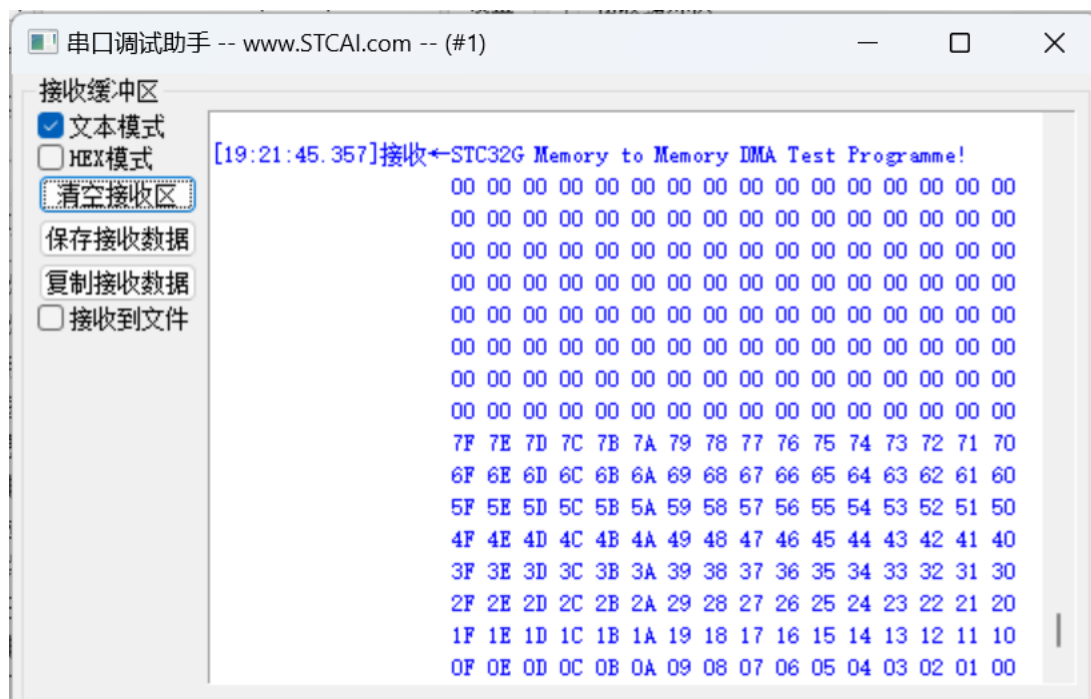 串口调试助手 -- www.STCAI.com -- (#1)
接收缓冲区
文本模式
HEX模式
清空接收区
保存接收数据
复制接收数据
接收到文件
[19:21:45.357]接收←STC32G Memory to Memory DMA Test Programme!
00 00 00 00 00 00 00 00 00 00 00 00 00 00 00 00
00 00 00 00 00 00 00 00 00 00 00 00 00 00 00 00
00 00 00 00 00 00 00 00 00 00 00 00 00 00 00 00
00 00 00 00 00 00 00 00 00 00 00 00 00 00 00 00
00 00 00 00 00 00 00 00 00 00 00 00 00 00 00 00
00 00 00 00 00 00 00 00 00 00 00 00 00 00 00 00
00 00 00 00 00 00 00 00 00 00 00 00 00 00 00 00
00 00 00 00 00 00 00 00 00 00 00 00 00 00 00 00
7F 7E 7D 7C 7B 7A 79 78 77 76 75 74 73 72 71 70
6F 6E 6D 6C 6B 6A 69 68 67 66 65 64 63 62 61 60
5F 5E 5D 5C 5B 5A 59 58 57 56 55 54 53 52 51 50
4F 4E 4D 4C 4B 4A 49 48 47 46 45 44 43 42 41 40
3F 3E 3D 3C 3B 3A 39 38 37 36 35 34 33 32 31 30
2F 2E 2D 2C 2B 2A 29 28 27 26 25 24 23 22 21 20
1F 1E 1D 1C 1B 1A 19 18 17 16 15 14 13 12 11 10
0F 0E 0D 0C 0B 0A 09 08 07 06 05 04 03 02 01 00